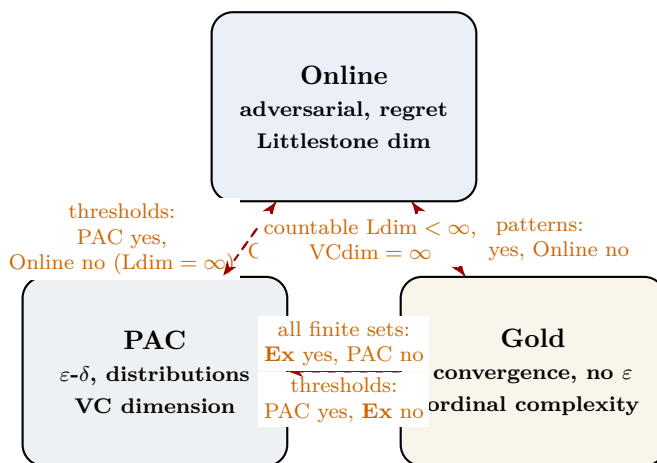 Online
adversarial, regret
Littlestone dim
thresholds:
PAC yes,
Online no (Ldim = ∞)
countable Ldim < ∞,
VCdim = ∞
patterns:
yes, Online no
PAC
ε-δ, distributions
VC dimension
all finite sets:
Ex yes, PAC no
thresholds:
PAC yes, Ex no
Gold
convergence, no ε
ordinal complexity